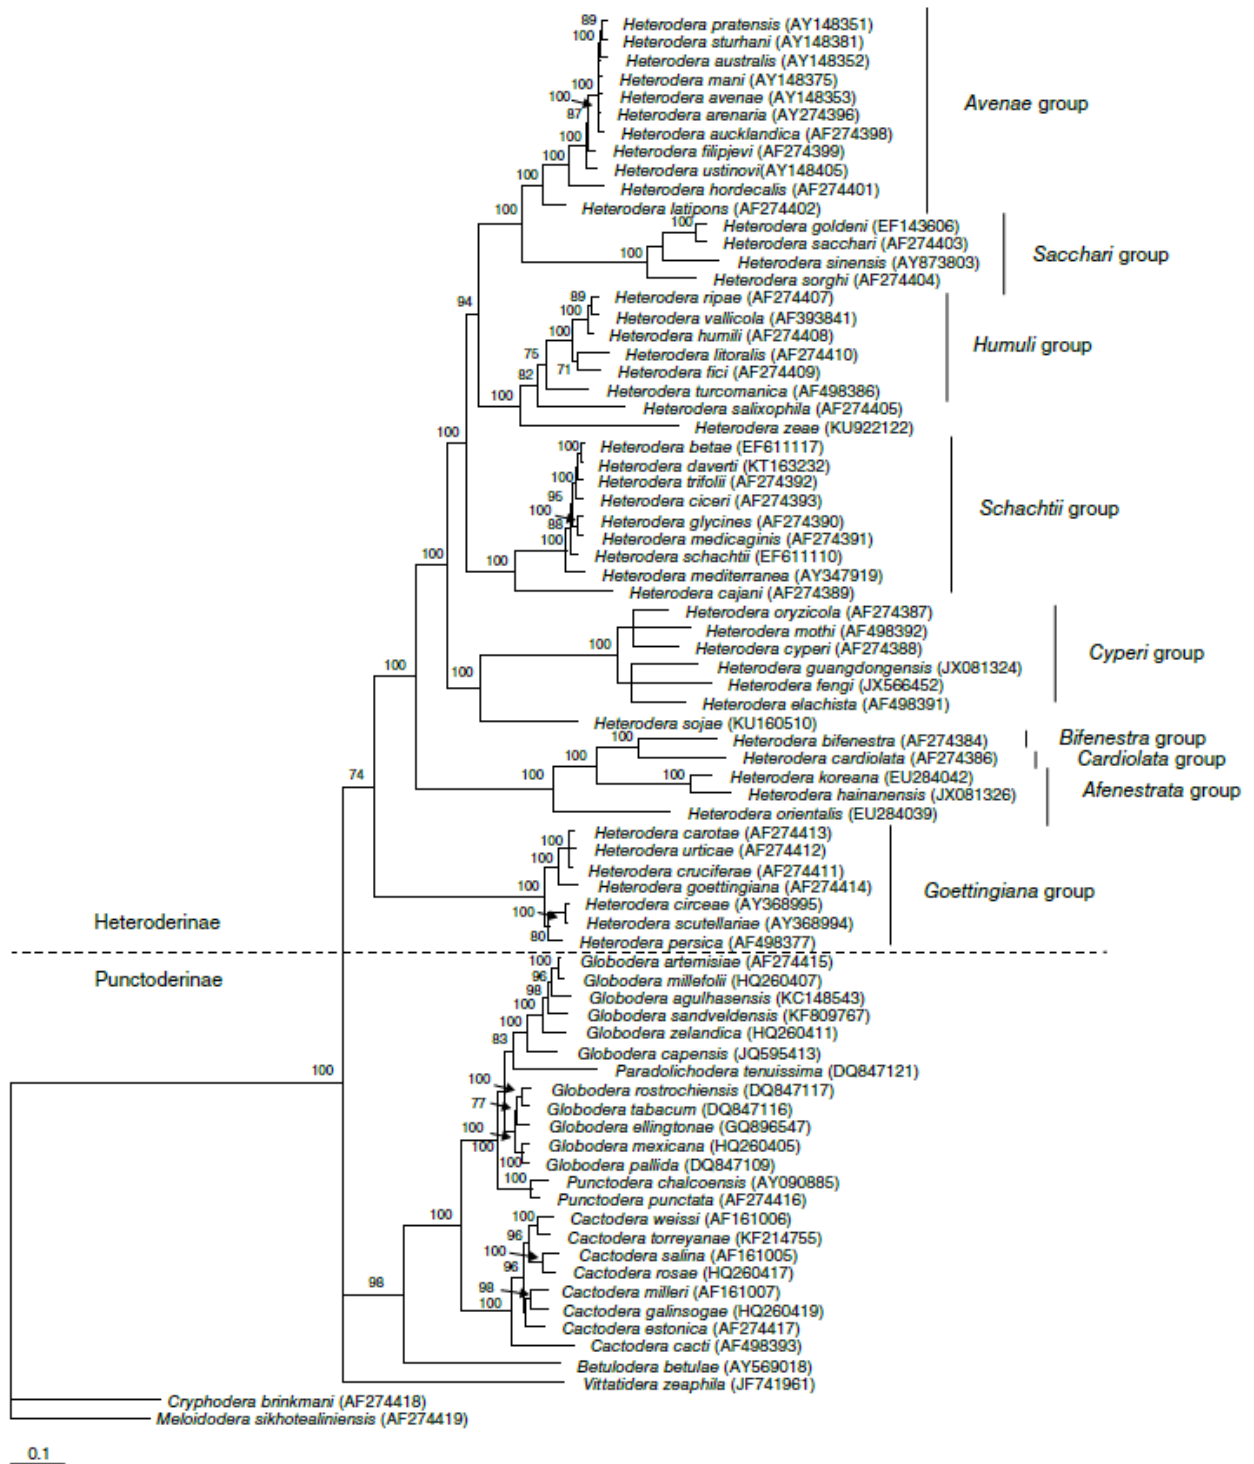 89
Heterodera pratensis (AY148351)
100
Heterodera sturhani (AY148381)
Heterodera australis (AY148352)
100
Heterodera mani (AY148375)
100
Heterodera avenae (AY148353)
Avenae group
87
Heterodera arenaria (AY274396)
100
Heterodera aucklandica (AF274398)
100
Heterodera filipjevi (AF274399)
100
Heterodera ustinovi(AY148405)
Heterodera hordecalis (AF274401)
100
Heterodera latipons (AF274402)
100
Heterodera goldeni (EF143606)
Heterodera sacchari (AF274403)
100
Heterodera sinensis (AY873803)
Sacchari group
Heterodera sorghi (AF274404)
94
89
Heterodera ripae (AF274407)
100
Heterodera vallicola (AF393841)
100
Heterodera humili (AF274408)
Humuli group
75
Heterodera litoralis (AF274410)
71
Heterodera fici (AF274409)
82
Heterodera turcomanica (AF498386)
100
Heterodera salixophila (AF274405)
Heterodera zeae (KU922122)
100
100
Heterodera betae (EF611117)
Heterodera daverti (KT163232)
100
Heterodera trifolii (AF274392)
95
Heterodera ciceri (AF274393)
Schachtii group
100
Heterodera glycines (AF274390)
88
Heterodera medicaginis (AF274391)
100
Heterodera schachtii (EF611110)
100
Heterodera mediterranea (AY347919)
100
Heterodera cajani (AF274389)
Heterodera oryzicola (AF274387)
Heterodera mothi (AF498392)
100
Heterodera cyperi (AF274388)
Cyperi group
100
Heterodera guangdongensis (JX081324)
100
Heterodera fengi (JX566452)
Heterodera elachista (AF498391)
Heterodera sojae (KU160510)
100
Heterodera bifenestra (AF274384)
Bifenestra group
100
Heterodera cardiolata (AF274386)
Cardiolata group
74
100
100
Heterodera koreana (EU284042)
Heterodera hainanensis (JX081326)
Afenestrata group
Heterodera orientalis (EU284039)
100
Heterodera carotae (AF274413)
100
Heterodera urticae (AF274412)
Heterodera cruciferae (AF274411)
100
Heterodera goettingiana (AF274414)
Goettingiana group
100
Heterodera circeae (AY368995)
Heterodera scutellariae (AY368994)
80
Heterodera persica (AF498377)
Heteroderinae
Punctoderinae
100
Globodera artemisiae (AF274415)
96
Globodera millefolii (HQ260407)
98
Globodera agulhasensis (KC148543)
100
Globodera sandveldensis (KF809767)
100
Globodera zelandica (HQ260411)
83
Globodera capensis (JQ595413)
Paradolichodera tenuissima (DQ847121)
100
100
Globodera rostrochiensis (DQ847117)
77
Globodera tabacum (DQ847116)
Globodera ellingtonae (GQ896547)
100
100
Globodera mexicana (HQ260405)
100
Globodera pallida (DQ847109)
100
Punctodera chalcoensis (AY090885)
Punctodera punctata (AF274416)
100
100
Cactodera weissi (AF161006)
96
Cactodera torreyanae (KF214755)
100
Cactodera salina (AF161005)
96
Cactodera rosae (HQ260417)
98
98
Cactodera milleri (AF161007)
100
Cactodera galinsogae (HQ260419)
Cactodera estonica (AF274417)
Cactodera cacti (AF498393)
Betulodera betulae (AY569018)
Vittatidera zeaphila (JF741961)
Cryphodera brinkmani (AF274418)
Meloidodera sikhotealiniensis (AF274419)
0.1